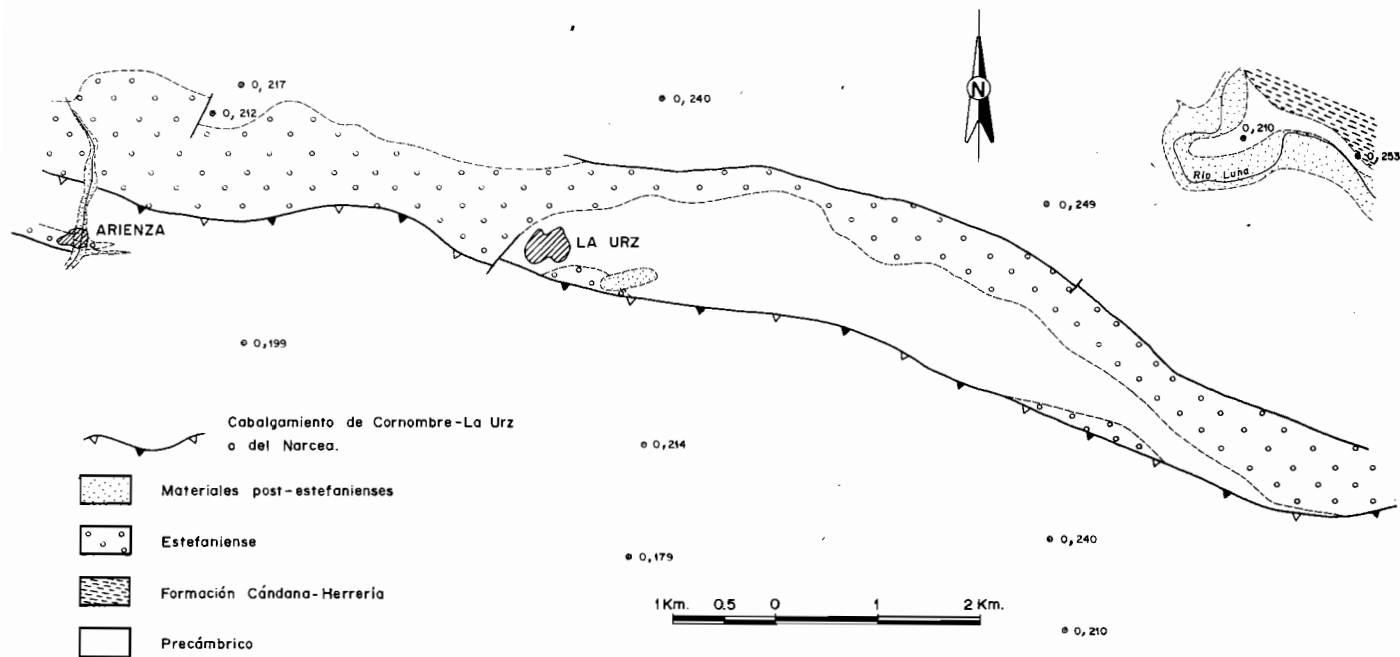 0,217
0,212
0,240
N
0,210
0,253
Río Luna
0,249
ARIENZA
LA URZ
0,199
0,214
0,179
0,240
0,210
Cabalgamiento de Cornombre-La Urz
o del Narcea.
Materiales post-estefanienses
Estefaniense
Formación Cándana-Herrería
Precámbrico
1 Km. 0.5 0 1 2 Km.